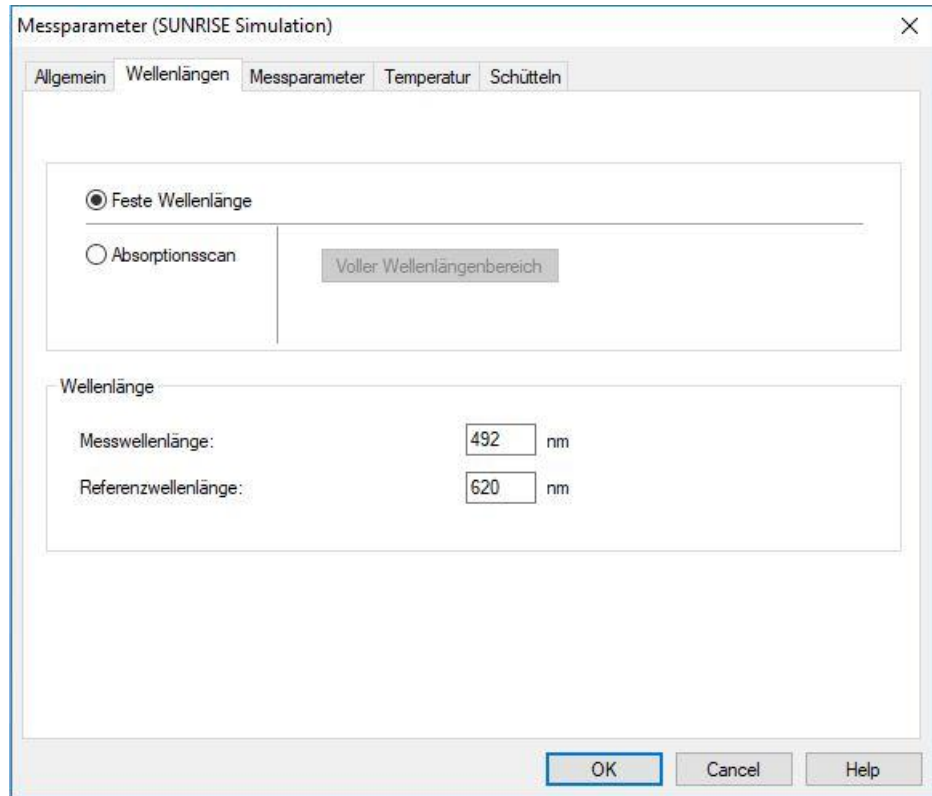 Messparameter (SUNRISE Simulation)
Allgemein Wellenlängen Messparameter Temperatur Schütteln
Feste Wellenlänge
Absorptionsscan
Voller Wellenlängenbereich
Wellenlänge
Messwellenlänge: 492 nm
Referenzwellenlänge: 620 nm
OK Cancel Help